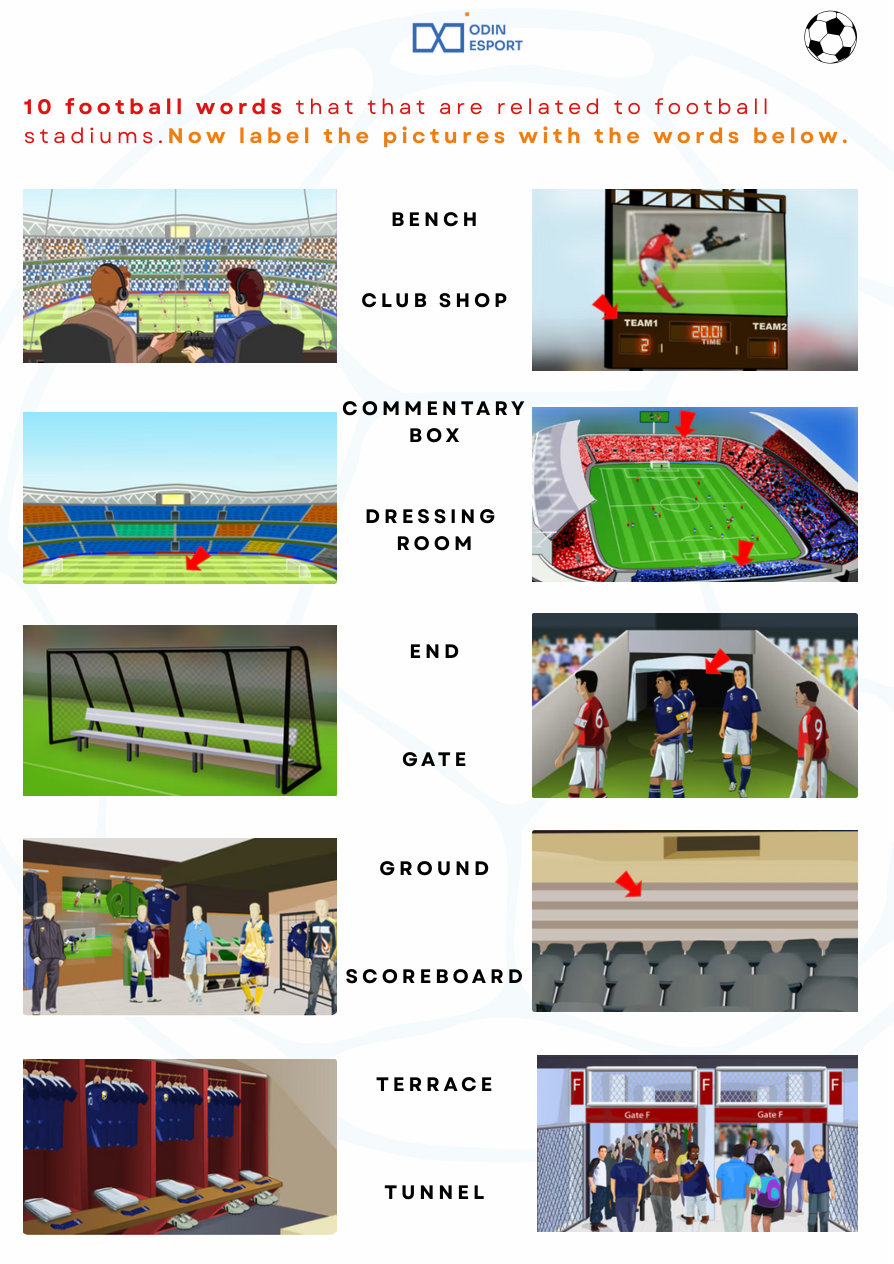 ODIN
ESPORT
10 football words that that are related to football
stadiums.Now label the pictures with the words below.
BENCH
CLUB SHOP
TEAM1
20.01
TEAM2
2
TIME
1
COMMENTARY
BOX
DRESSING
ROOM
END
GATE
6
9
GROUND
SCOREBOARD
TERRACE
F
F
F
Gate F
Gate F
TUNNEL